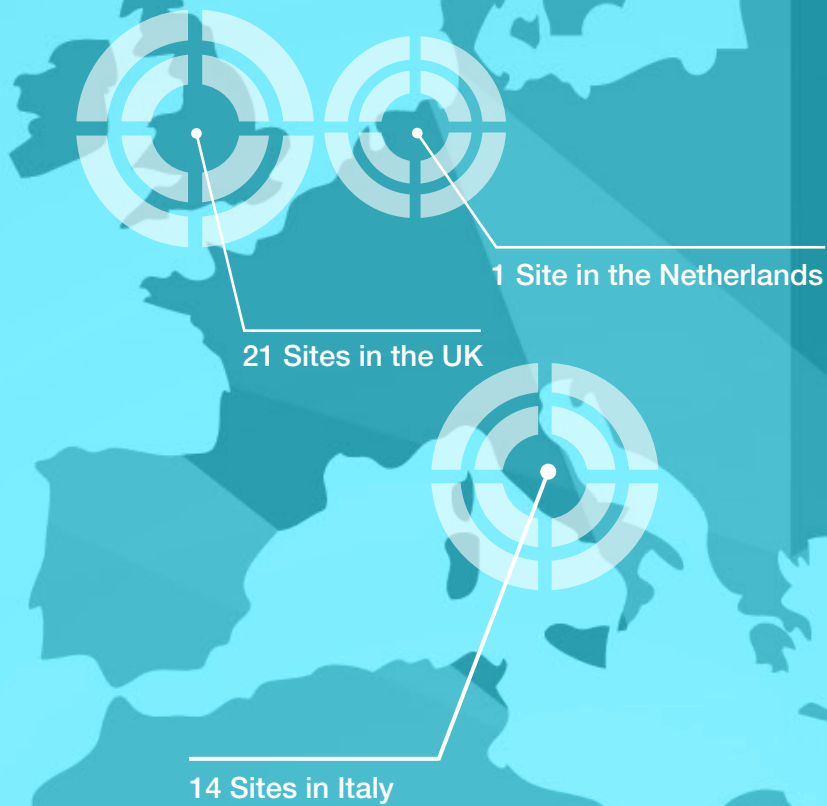 1 Site in the Netherlands
21 Sites in the UK
14 Sites in Italy